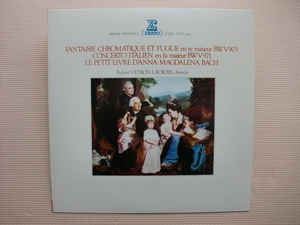 ERATO
FANTAISIE CHROMATIQUE ET FUGUE en ré mineur BWV 903
CONCERTO ITALIEN en fa majeur BWV 971
LE PETIT LIVRE D'ANNA MAGDALENA BACH
Robert VEYRON-LACROIX, clavecin